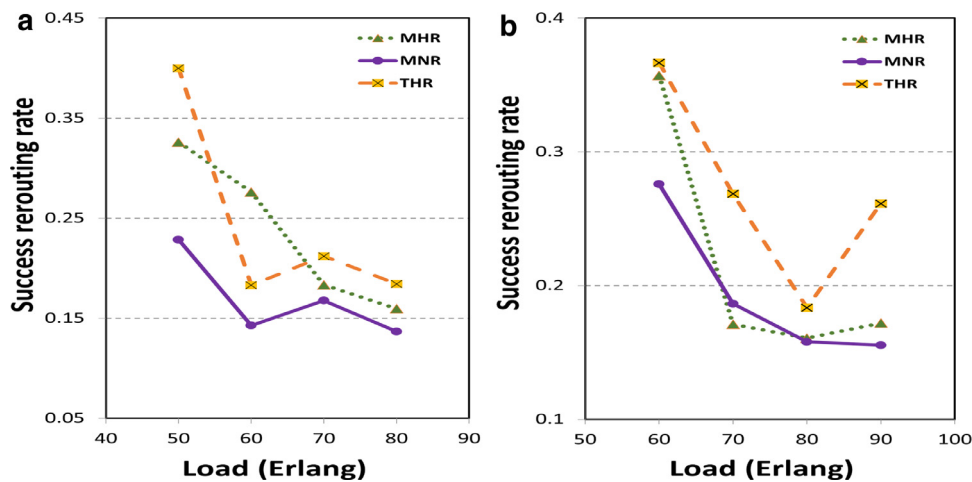 a
Success rerouting rate
0.45
0.35
0.25
0.15
0.05
MHR
MNR
THR
40 50 60 70 80 90
Load (Erlang)
b
Success rerouting rate
0.4
0.3
0.2
0.1
MHR
MNR
THR
50 60 70 80 90 100
Load (Erlang)